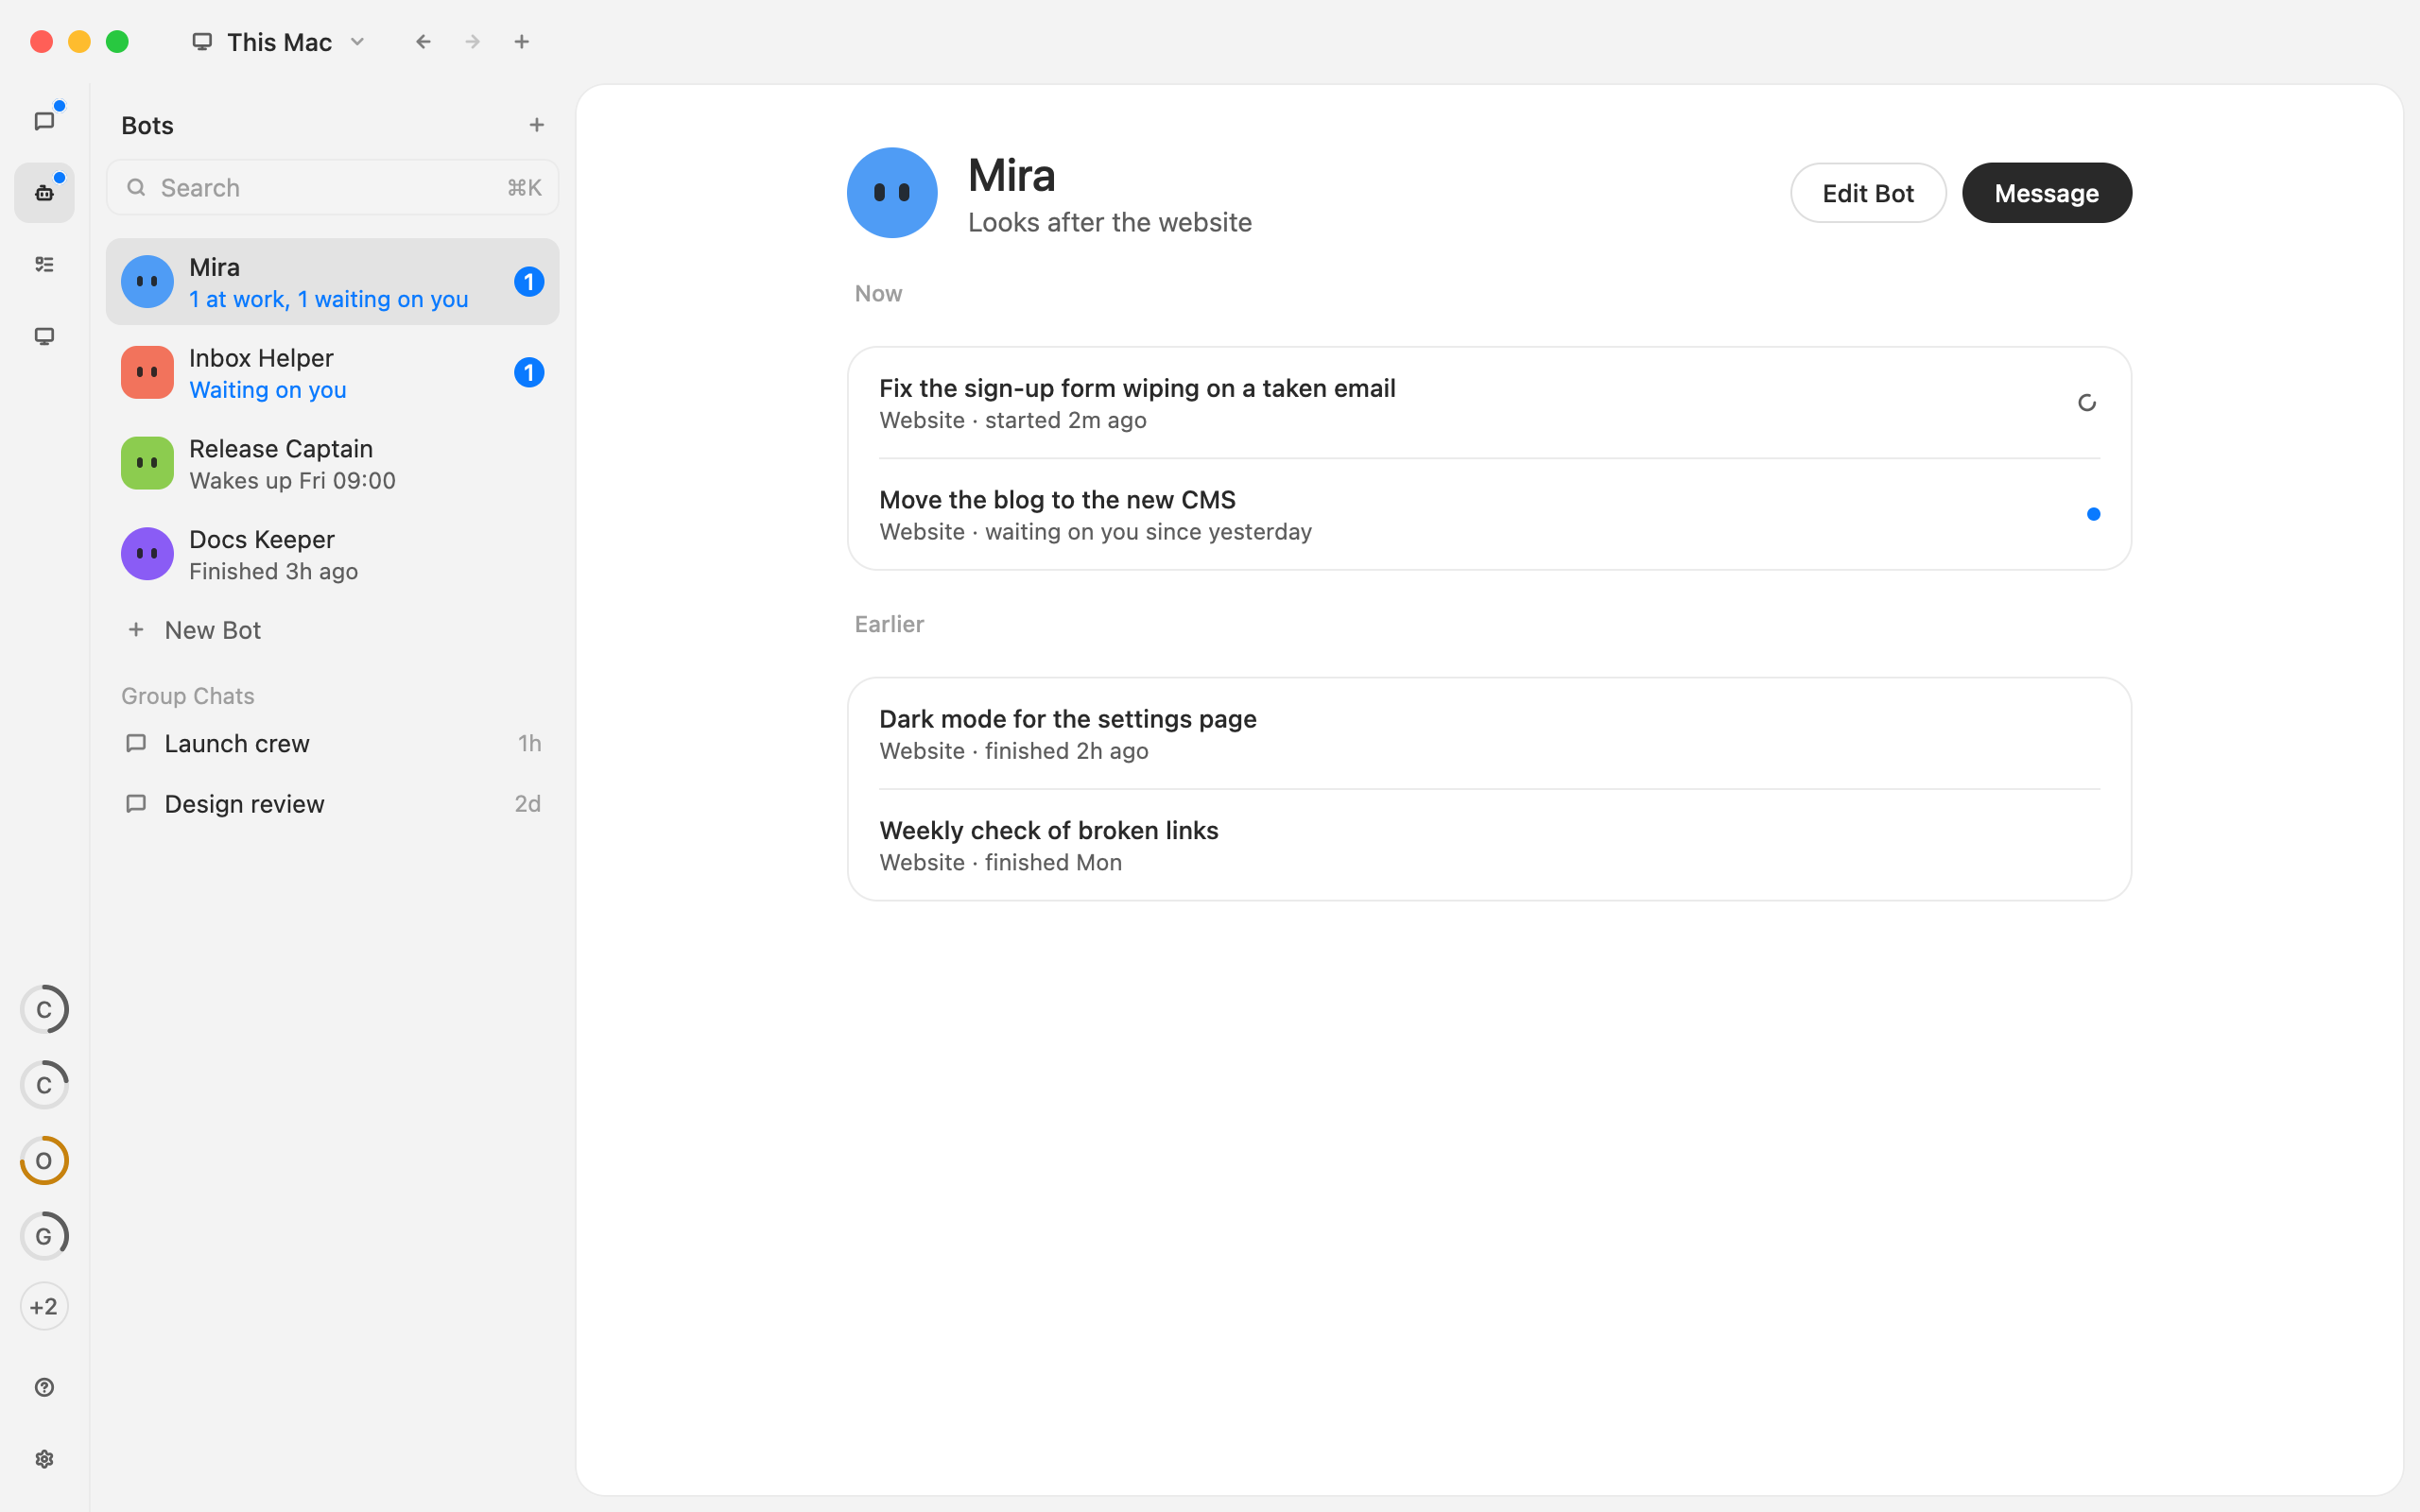 This Mac
Bots
Search ⌘K
Mira
1 at work, 1 waiting on you
1
Inbox Helper
Waiting on you
1
Release Captain
Wakes up Fri 09:00
Docs Keeper
Finished 3h ago
New Bot
Group Chats
Launch crew 1h
Design review 2d
C
C
O
G
+2
Mira
Looks after the website
Edit Bot
Message
Now
Fix the sign-up form wiping on a taken email
Website · started 2m ago
Move the blog to the new CMS
Website · waiting on you since yesterday
Earlier
Dark mode for the settings page
Website · finished 2h ago
Weekly check of broken links
Website · finished Mon